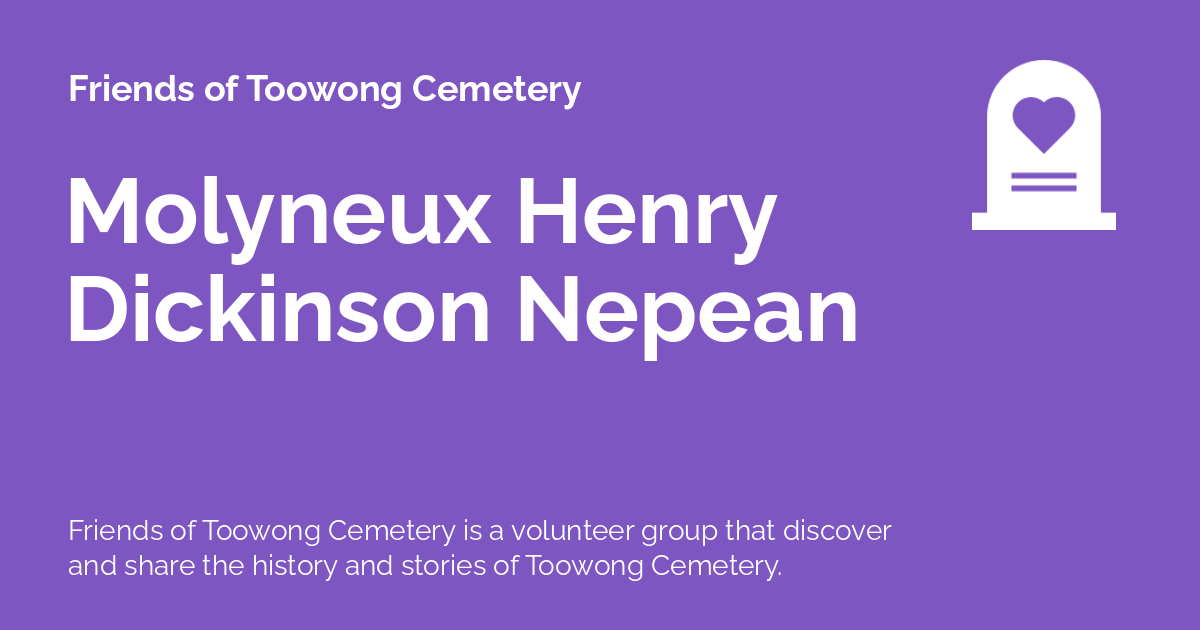 Friends of Toowong Cemetery
Molyneux Henry
Dickinson Nepean
Friends of Toowong Cemetery is a volunteer group that discover
and share the history and stories of Toowong Cemetery.